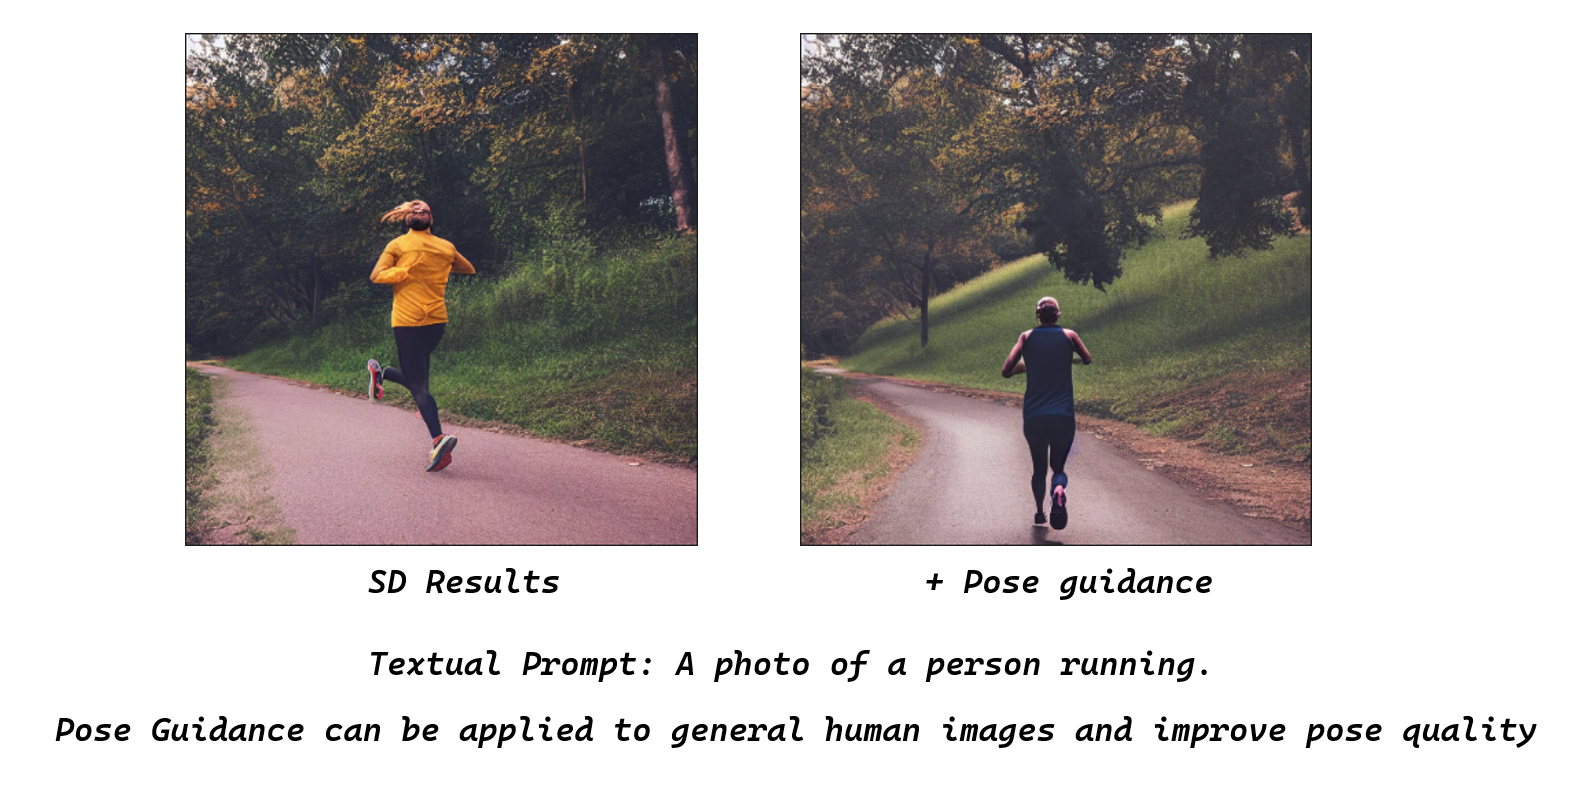 SD Results
+ Pose guidance
Textual Prompt: A photo of a person running.
Pose Guidance can be applied to general human images and improve pose quality